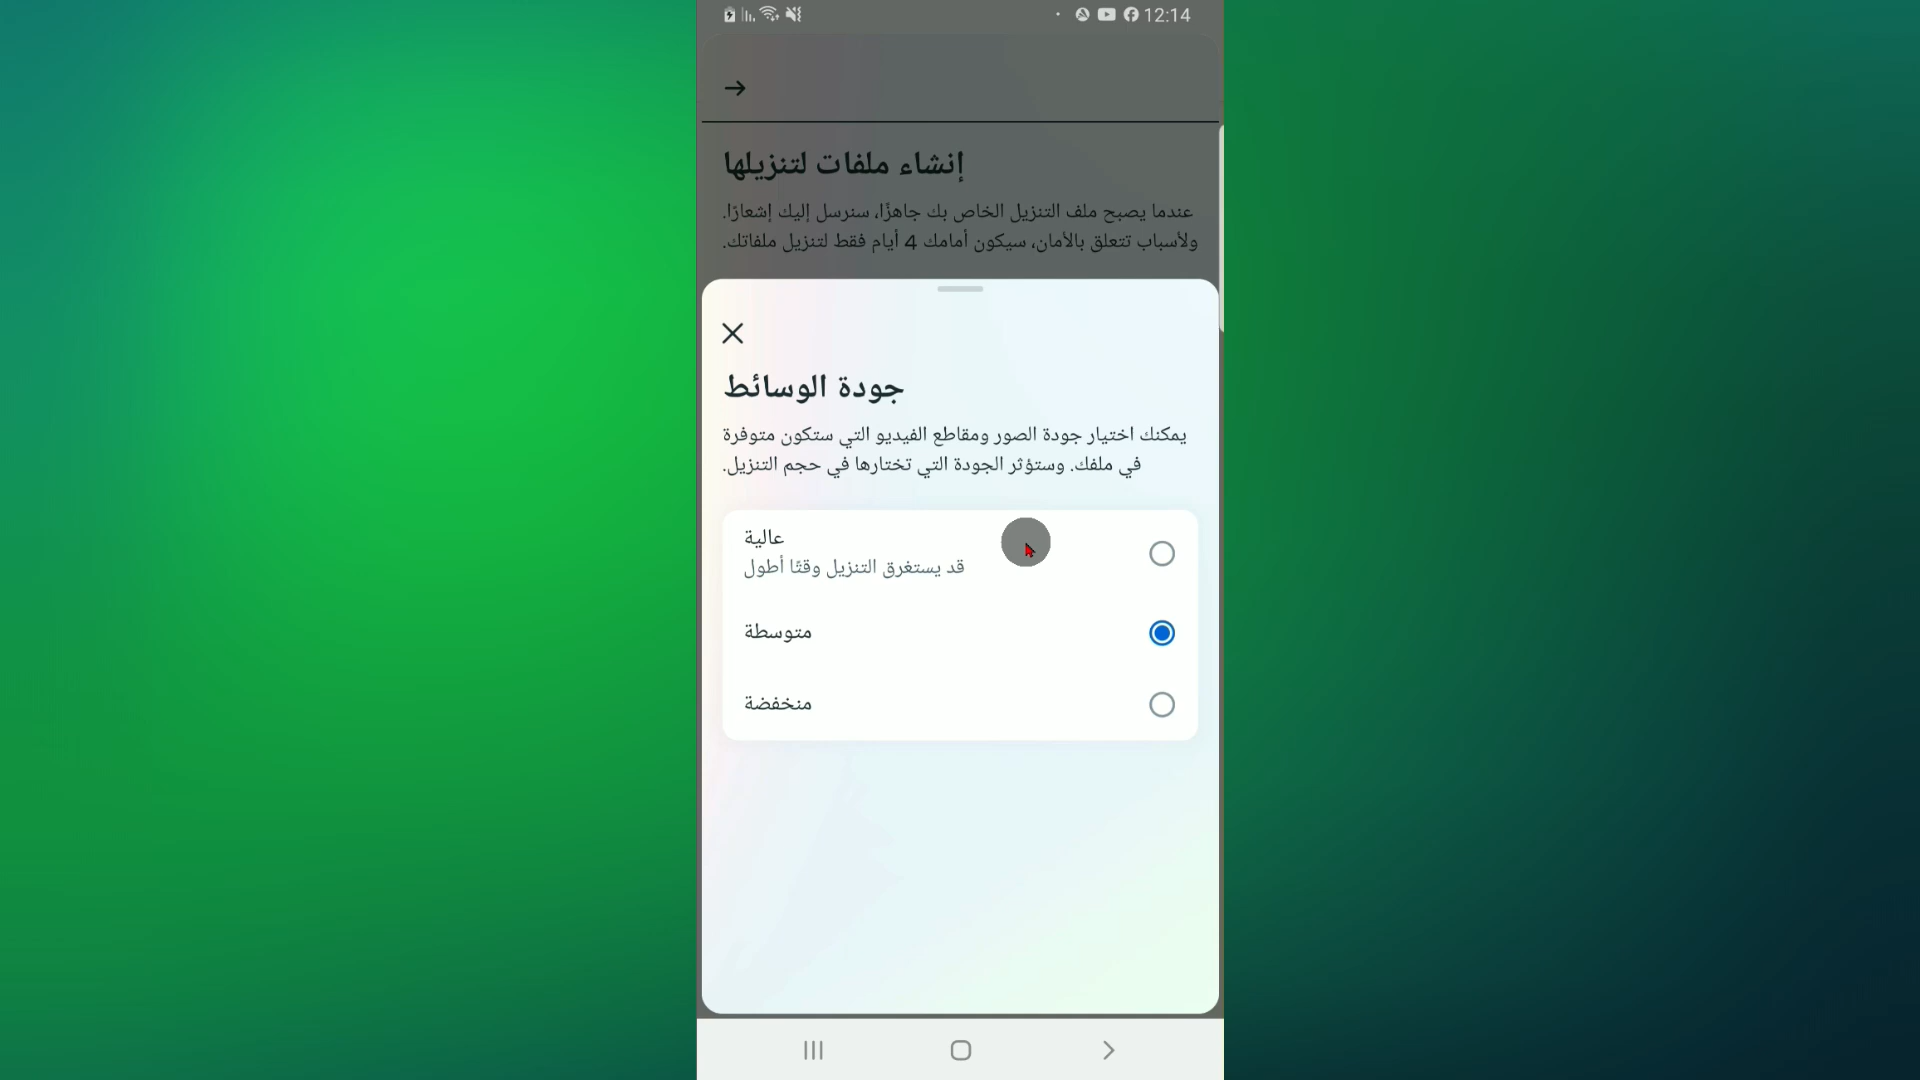 12:14
إنشاء ملفات لتنزيلها
عندما يصبح ملف التنزيل الخاص بك جاهزًا، سنرسل إليك إشعارًا.
ولأسباب تتعلق بالأمان، سيكون أمامك 4 أيام فقط لتنزيل ملفاتك.
جودة الوسائط
يمكنك اختيار جودة الصور ومقاطع الفيديو التي ستكون متوفرة
في ملفك. وستؤثر الجودة التي تختارها في حجم التنزيل.
عالية
قد يستغرق التنزيل وقتًا أطول
متوسطة
منخفضة